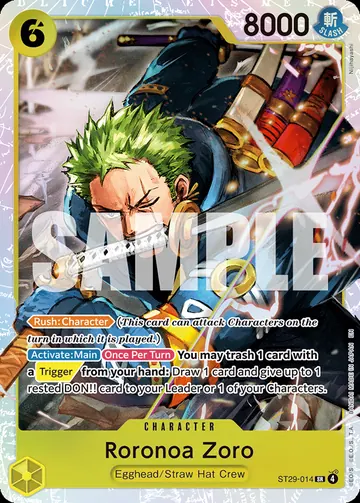 6
8000
斬
SLASH
SAMPLE
Rush: Character (This card can attack Characters on the
turn in which it is played.)
Activate: Main Once Per Turn You may trash 1 card with
a Trigger from your hand: Draw 1 card and give up to 1
rested DON!! card to your Leader or 1 of your Characters.
CHARACTER
Roronoa Zoro
Egghead/Straw Hat Crew
ST29-014 SR 4